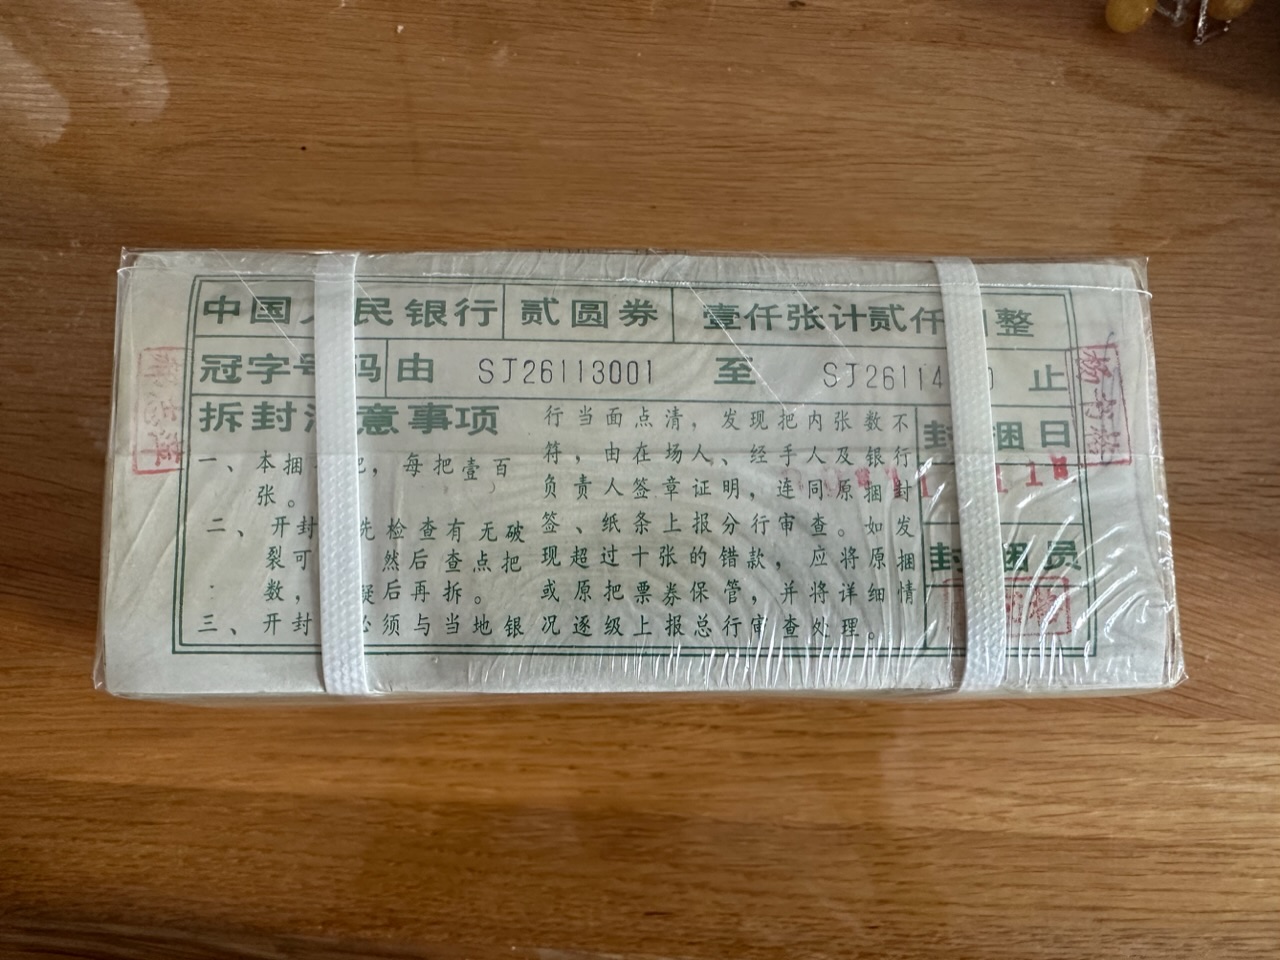 中国人民银行 贰圆券 壹仟张计贰仟 整
冠字号码 由 SJ26113001 至 SJ26114 0 止
拆封注意事项
一、本捆 把，每把壹百
张。
二、开封 先检查有无破
裂可 然后查点把
数， 疑后再拆。
三、开封 必须与当地银
行当面点清，发现把内张数不
符，由在场人、经手人及银行
负责人签章证明，连同原捆封
签、纸条上报分行审查。如发
现超过十张的错款，应将原捆
或原把票券保管，并将详细情
况逐级上报总行审查处理。
封捆日
封捆员